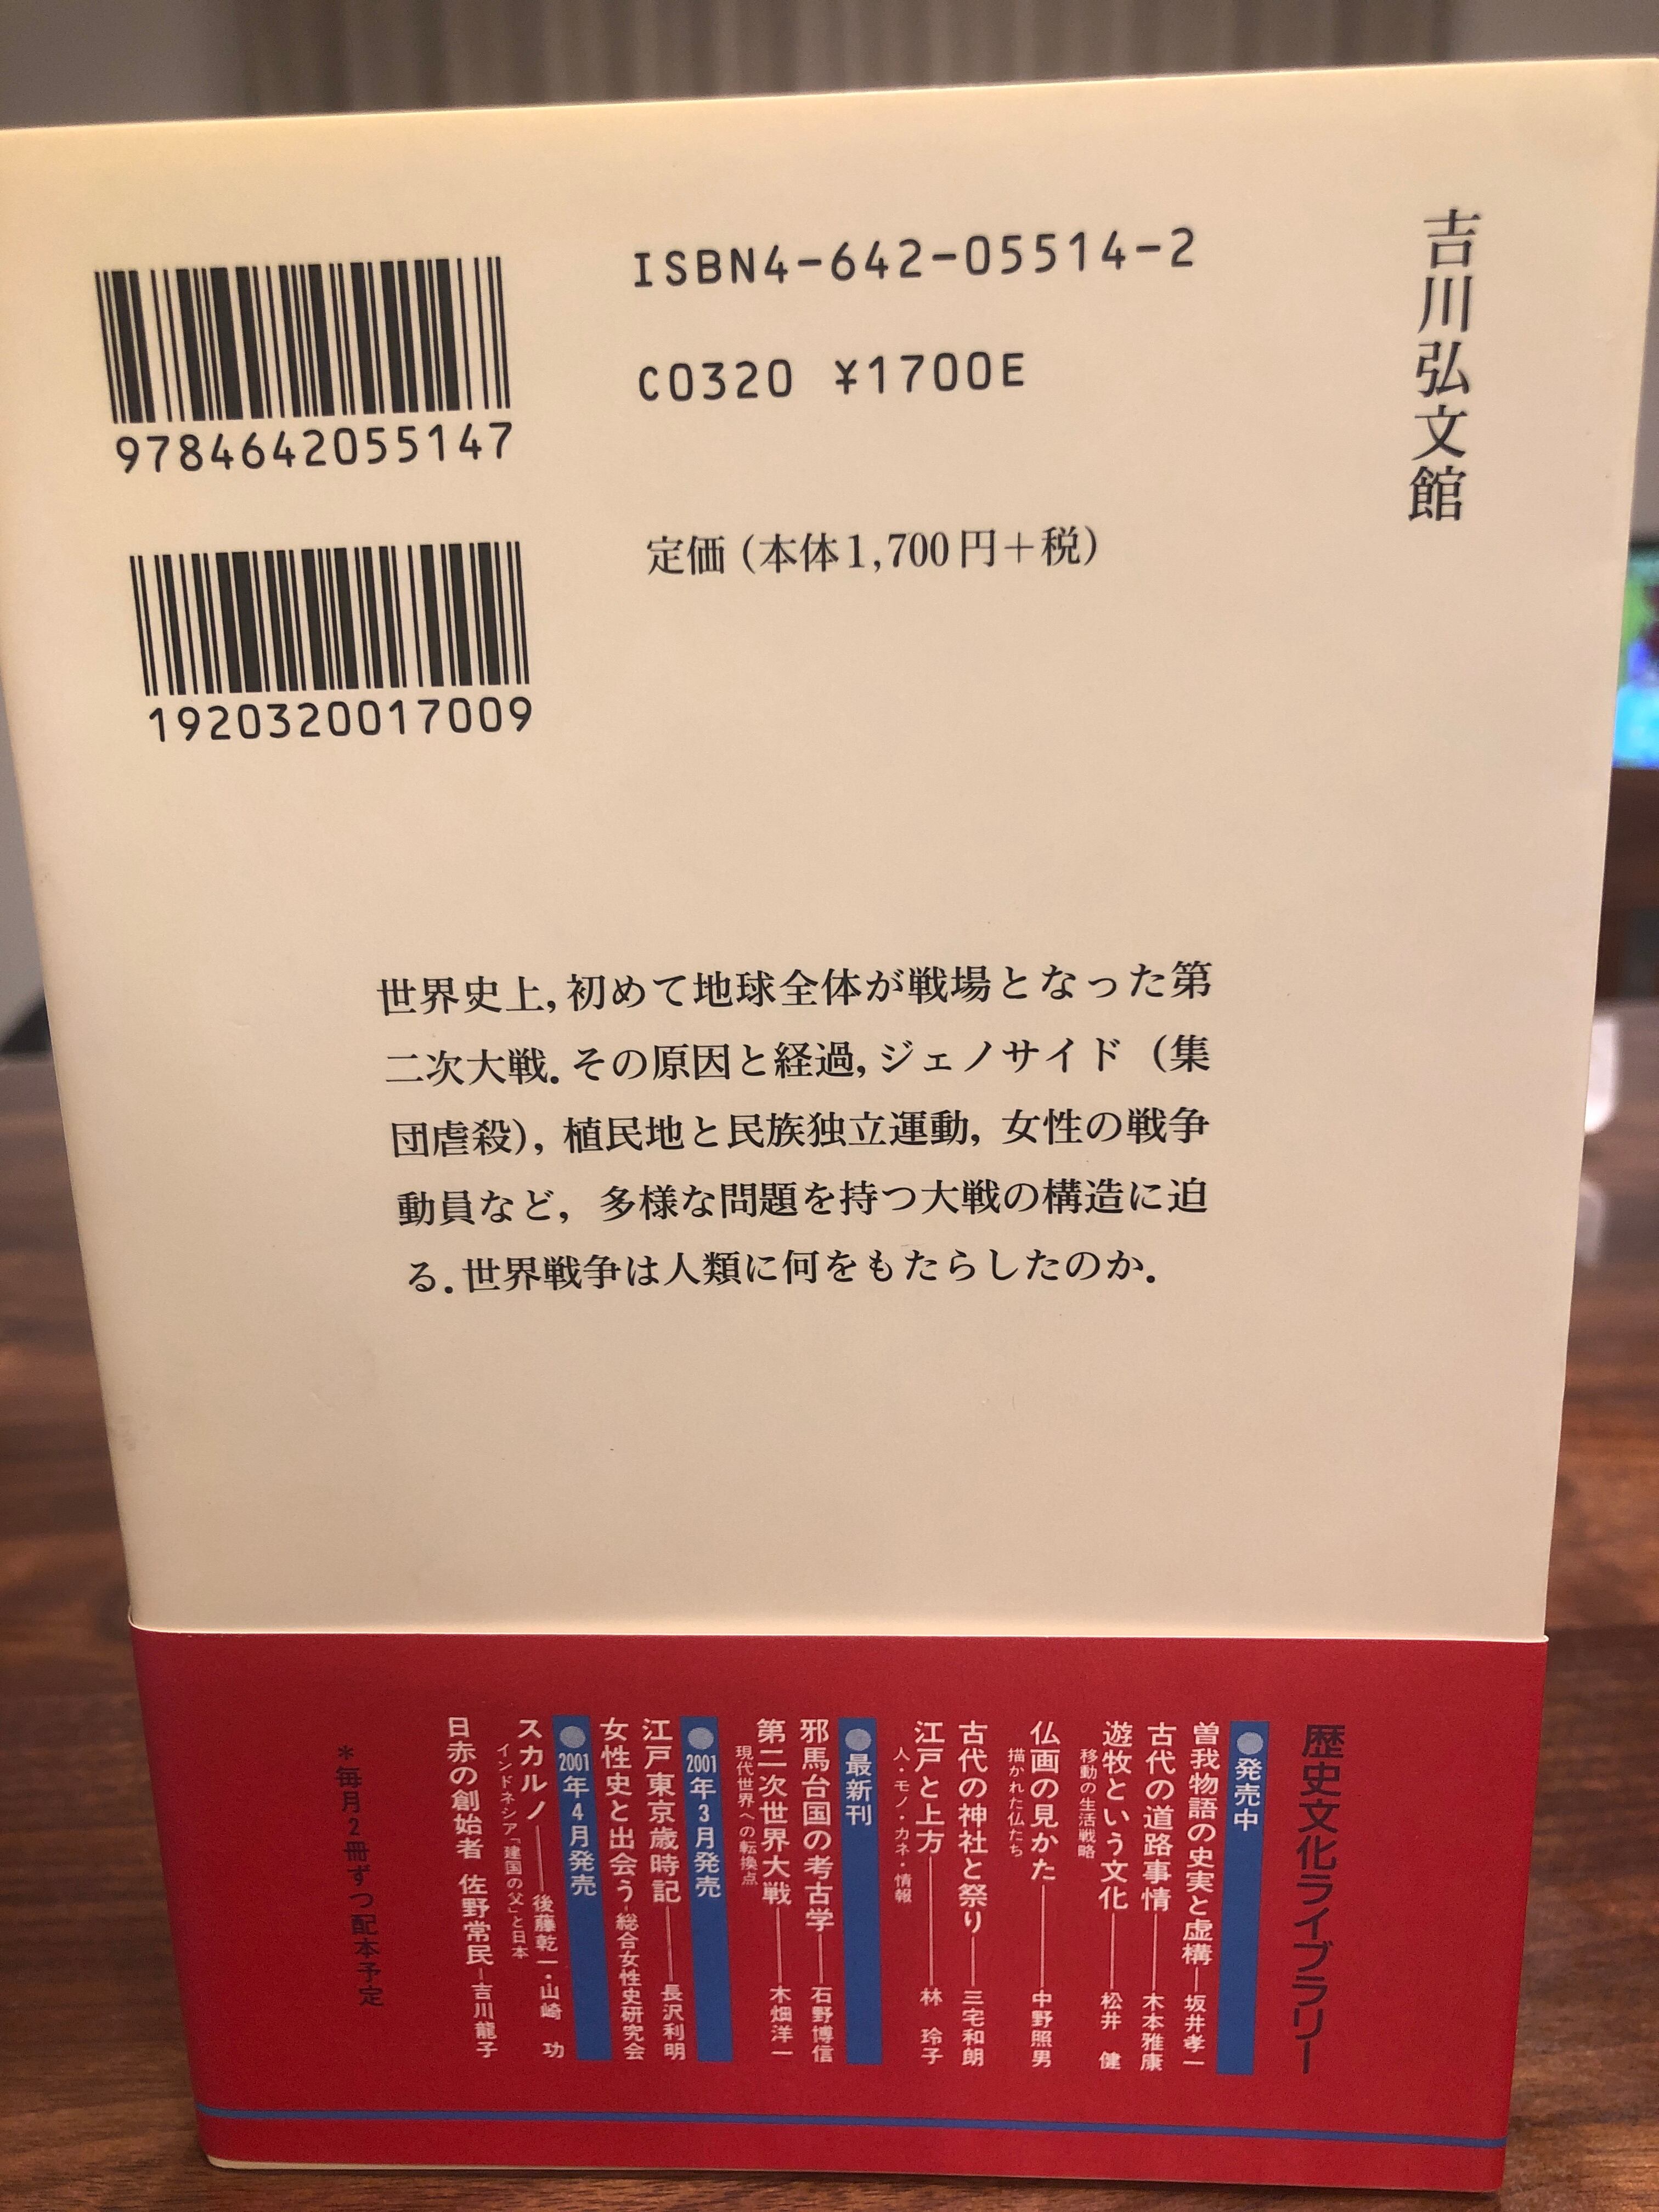 吉川弘文館
ISBN4-642-05514-2
C0320 ¥1700E
9784642055147
定価(本体1,700円+税)
1920320017009
世界史上,初めて地球全体が戦場となった第
二次大戦.その原因と経過,ジェノサイド(集
団虐殺),植民地と民族独立運動,女性の戦争
動員など,多様な問題を持つ大戦の構造に迫
る.世界戦争は人類に何をもたらしたのか.
歴史文化ライブラリー
●発売中
曽我物語の史実と虚構―坂井孝一
古代の道路事情――木本雅康
遊牧という文化――松井 健
移動の生活戦略
仏画の見かた――中野照男
描かれた仏たち
古代の神社と祭り――三宅和朗
江戸と上方――林 玲子
人・モノ・カネ・情報
●最新刊
邪馬台国の考古学――石野博信
第二次世界大戦――木畑洋一
現代世界への転換点
●2001年3月発売
江戸東京歳時記――長沢利明
女性史と出会う―総合女性史研究会
●2001年4月発売
スカルノ――後藤乾一・山崎 功
インドネシア「建国の父」と日本
日赤の創始者 佐野常民―吉川龍子
*毎月2冊ずつ配本予定